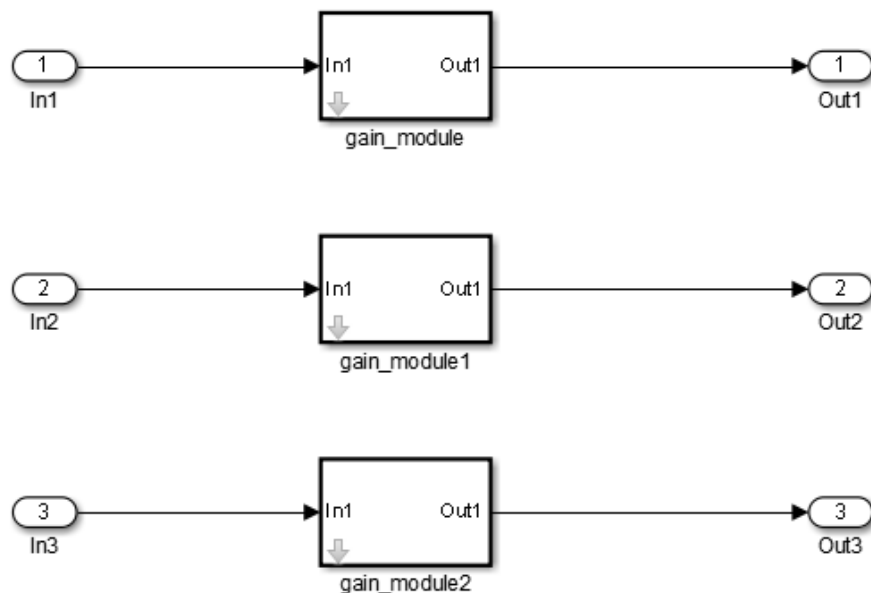 1 In1 Out1 1
In1 gain_module Out1
2 In1 Out1 2
In2 gain_module1 Out2
3 In1 Out1 3
In3 gain_module2 Out3